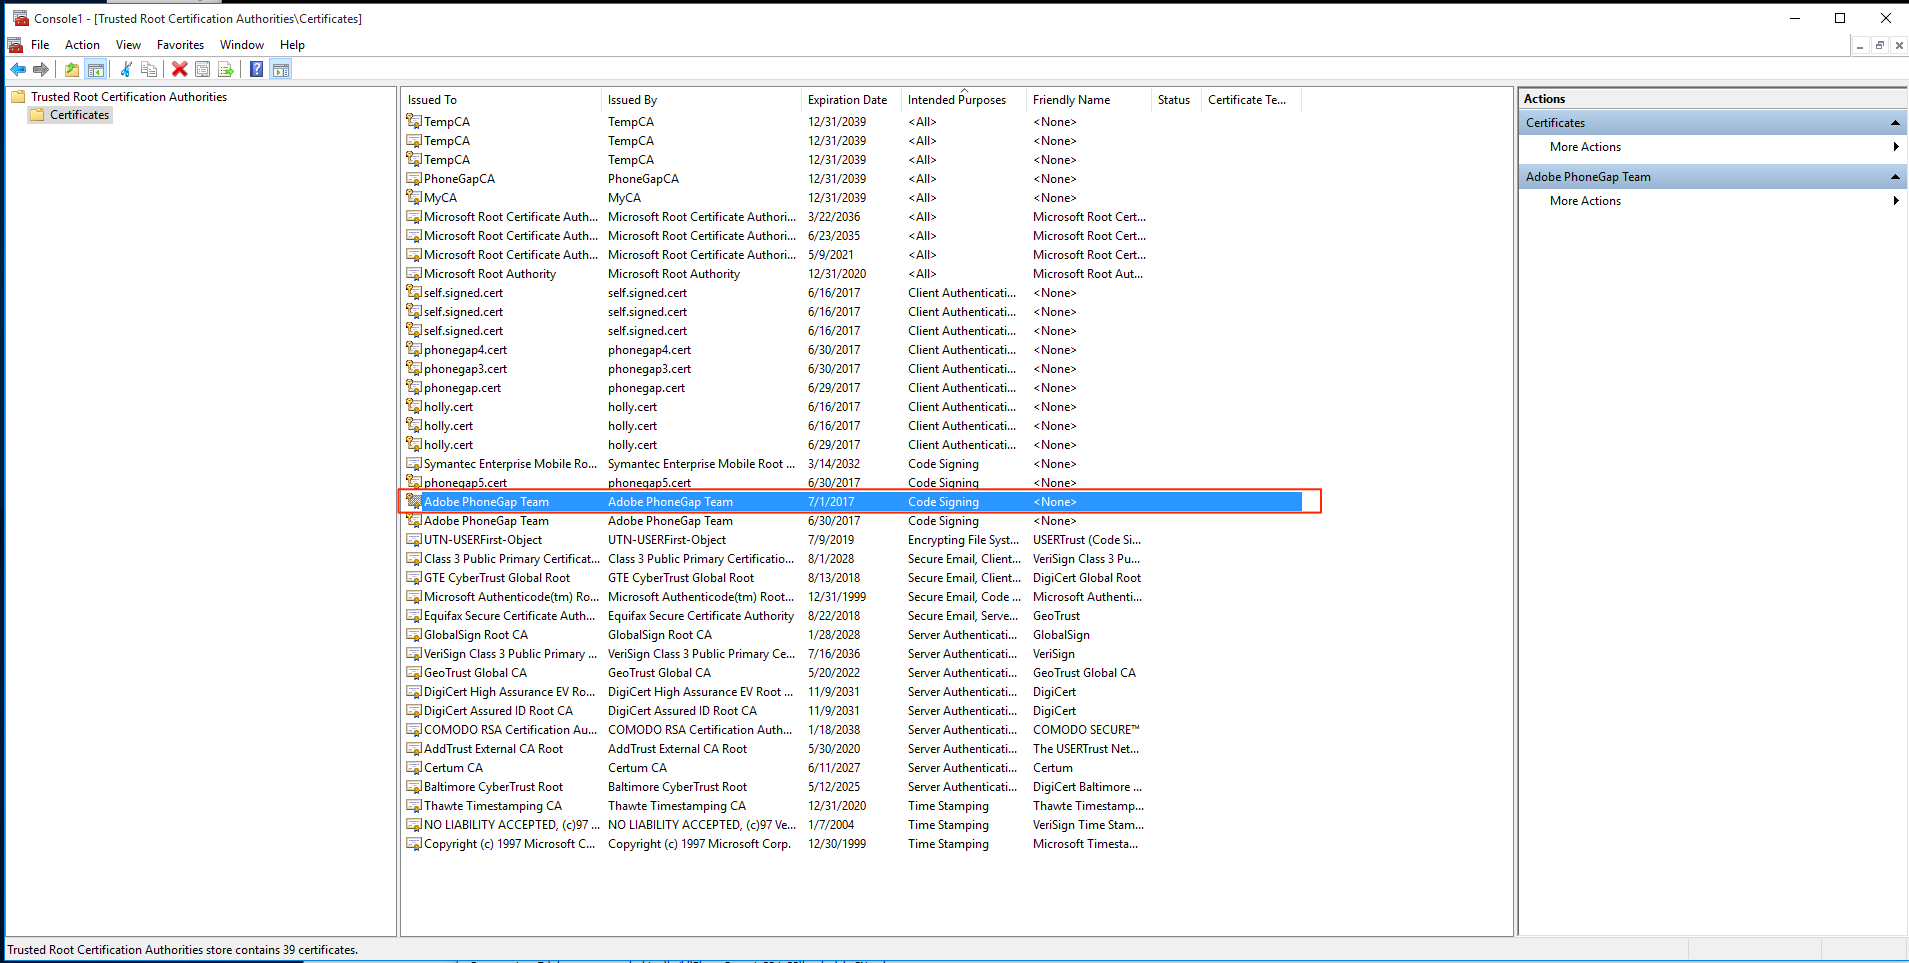 Console1 - [Trusted Root Certification Authorities\Certificates]
File Action View Favorites Window Help
Trusted Root Certification Authorities
Certificates
Issued To Issued By Expiration Date Intended Purposes Friendly Name Status Certificate Te...
TempCA TempCA 12/31/2039 <All> <None>
TempCA TempCA 12/31/2039 <All> <None>
TempCA TempCA 12/31/2039 <All> <None>
PhoneGapCA PhoneGapCA 12/31/2039 <All> <None>
MyCA MyCA 12/31/2039 <All> <None>
Microsoft Root Certificate Auth... Microsoft Root Certificate Authori... 3/22/2036 <All> Microsoft Root Cert...
Microsoft Root Certificate Auth... Microsoft Root Certificate Authori... 6/23/2035 <All> Microsoft Root Cert...
Microsoft Root Certificate Auth... Microsoft Root Certificate Authori... 5/9/2021 <All> Microsoft Root Cert...
Microsoft Root Authority Microsoft Root Authority 12/31/2020 <All> Microsoft Root Aut...
self.signed.cert self.signed.cert 6/16/2017 Client Authenticati... <None>
self.signed.cert self.signed.cert 6/16/2017 Client Authenticati... <None>
self.signed.cert self.signed.cert 6/16/2017 Client Authenticati... <None>
phonegap4.cert phonegap4.cert 6/30/2017 Client Authenticati... <None>
phonegap3.cert phonegap3.cert 6/30/2017 Client Authenticati... <None>
phonegap.cert phonegap.cert 6/29/2017 Client Authenticati... <None>
holly.cert holly.cert 6/16/2017 Client Authenticati... <None>
holly.cert holly.cert 6/16/2017 Client Authenticati... <None>
holly.cert holly.cert 6/29/2017 Client Authenticati... <None>
Symantec Enterprise Mobile Ro... Symantec Enterprise Mobile Root ... 3/14/2032 Code Signing <None>
phonegap5.cert phonegap5.cert 6/30/2017 Code Signing <None>
Adobe PhoneGap Team Adobe PhoneGap Team 7/1/2017 Code Signing <None>
Adobe PhoneGap Team Adobe PhoneGap Team 6/30/2017 Code Signing <None>
UTN-USERFirst-Object UTN-USERFirst-Object 7/9/2019 Encrypting File Syst... USERTrust (Code Si...
Class 3 Public Primary Certificat... Class 3 Public Primary Certificatio... 8/1/2028 Secure Email, Client... VeriSign Class 3 Pu...
GTE CyberTrust Global Root GTE CyberTrust Global Root 8/13/2018 Secure Email, Client... DigiCert Global Root
Microsoft Authenticode(tm) Ro... Microsoft Authenticode(tm) Root... 12/31/1999 Secure Email, Code ... Microsoft Authenti...
Equifax Secure Certificate Auth... Equifax Secure Certificate Authority 8/22/2018 Secure Email, Serve... GeoTrust
GlobalSign Root CA GlobalSign Root CA 1/28/2028 Server Authenticati... GlobalSign
VeriSign Class 3 Public Primary ... VeriSign Class 3 Public Primary Ce... 7/16/2036 Server Authenticati... VeriSign
GeoTrust Global CA GeoTrust Global CA 5/20/2022 Server Authenticati... GeoTrust Global CA
DigiCert High Assurance EV Ro... DigiCert High Assurance EV Root ... 11/9/2031 Server Authenticati... DigiCert
DigiCert Assured ID Root CA DigiCert Assured ID Root CA 11/9/2031 Server Authenticati... DigiCert
COMODO RSA Certification Au... COMODO RSA Certification Auth... 1/18/2038 Server Authenticati... COMODO SECURE™
AddTrust External CA Root AddTrust External CA Root 5/30/2020 Server Authenticati... The USERTrust Net...
Certum CA Certum CA 6/11/2027 Server Authenticati... Certum
Baltimore CyberTrust Root Baltimore CyberTrust Root 5/12/2025 Server Authenticati... DigiCert Baltimore ...
Thawte Timestamping CA Thawte Timestamping CA 12/31/2020 Time Stamping Thawte Timestamp...
NO LIABILITY ACCEPTED, (c)97 ... NO LIABILITY ACCEPTED, (c)97 Ve... 1/7/2004 Time Stamping VeriSign Time Stam...
Copyright (c) 1997 Microsoft C... Copyright (c) 1997 Microsoft Corp. 12/30/1999 Time Stamping Microsoft Timesta...
Actions
Certificates
More Actions
Adobe PhoneGap Team
More Actions
Trusted Root Certification Authorities store contains 39 certificates.